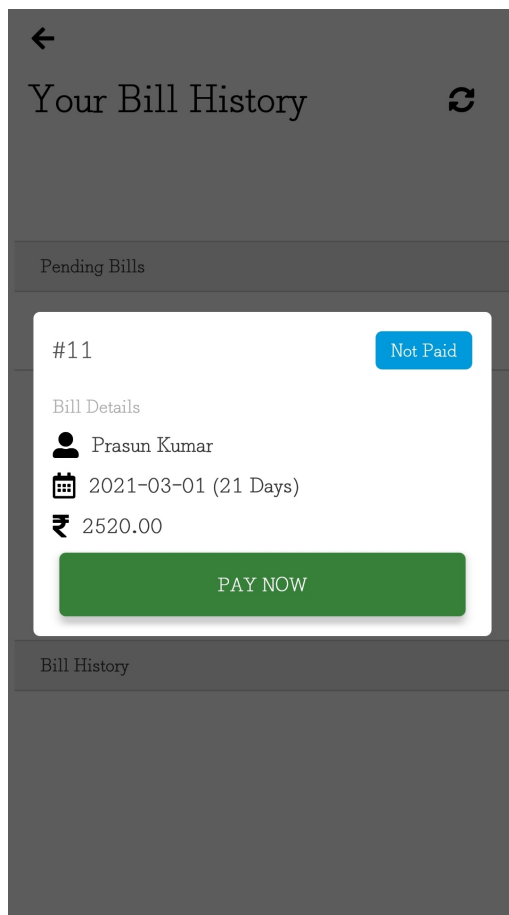 Your Bill History
Pending Bills
#11 Not Paid
Bill Details
Prasun Kumar
2021-03-01 (21 Days)
₹ 2520.00
PAY NOW
Bill History